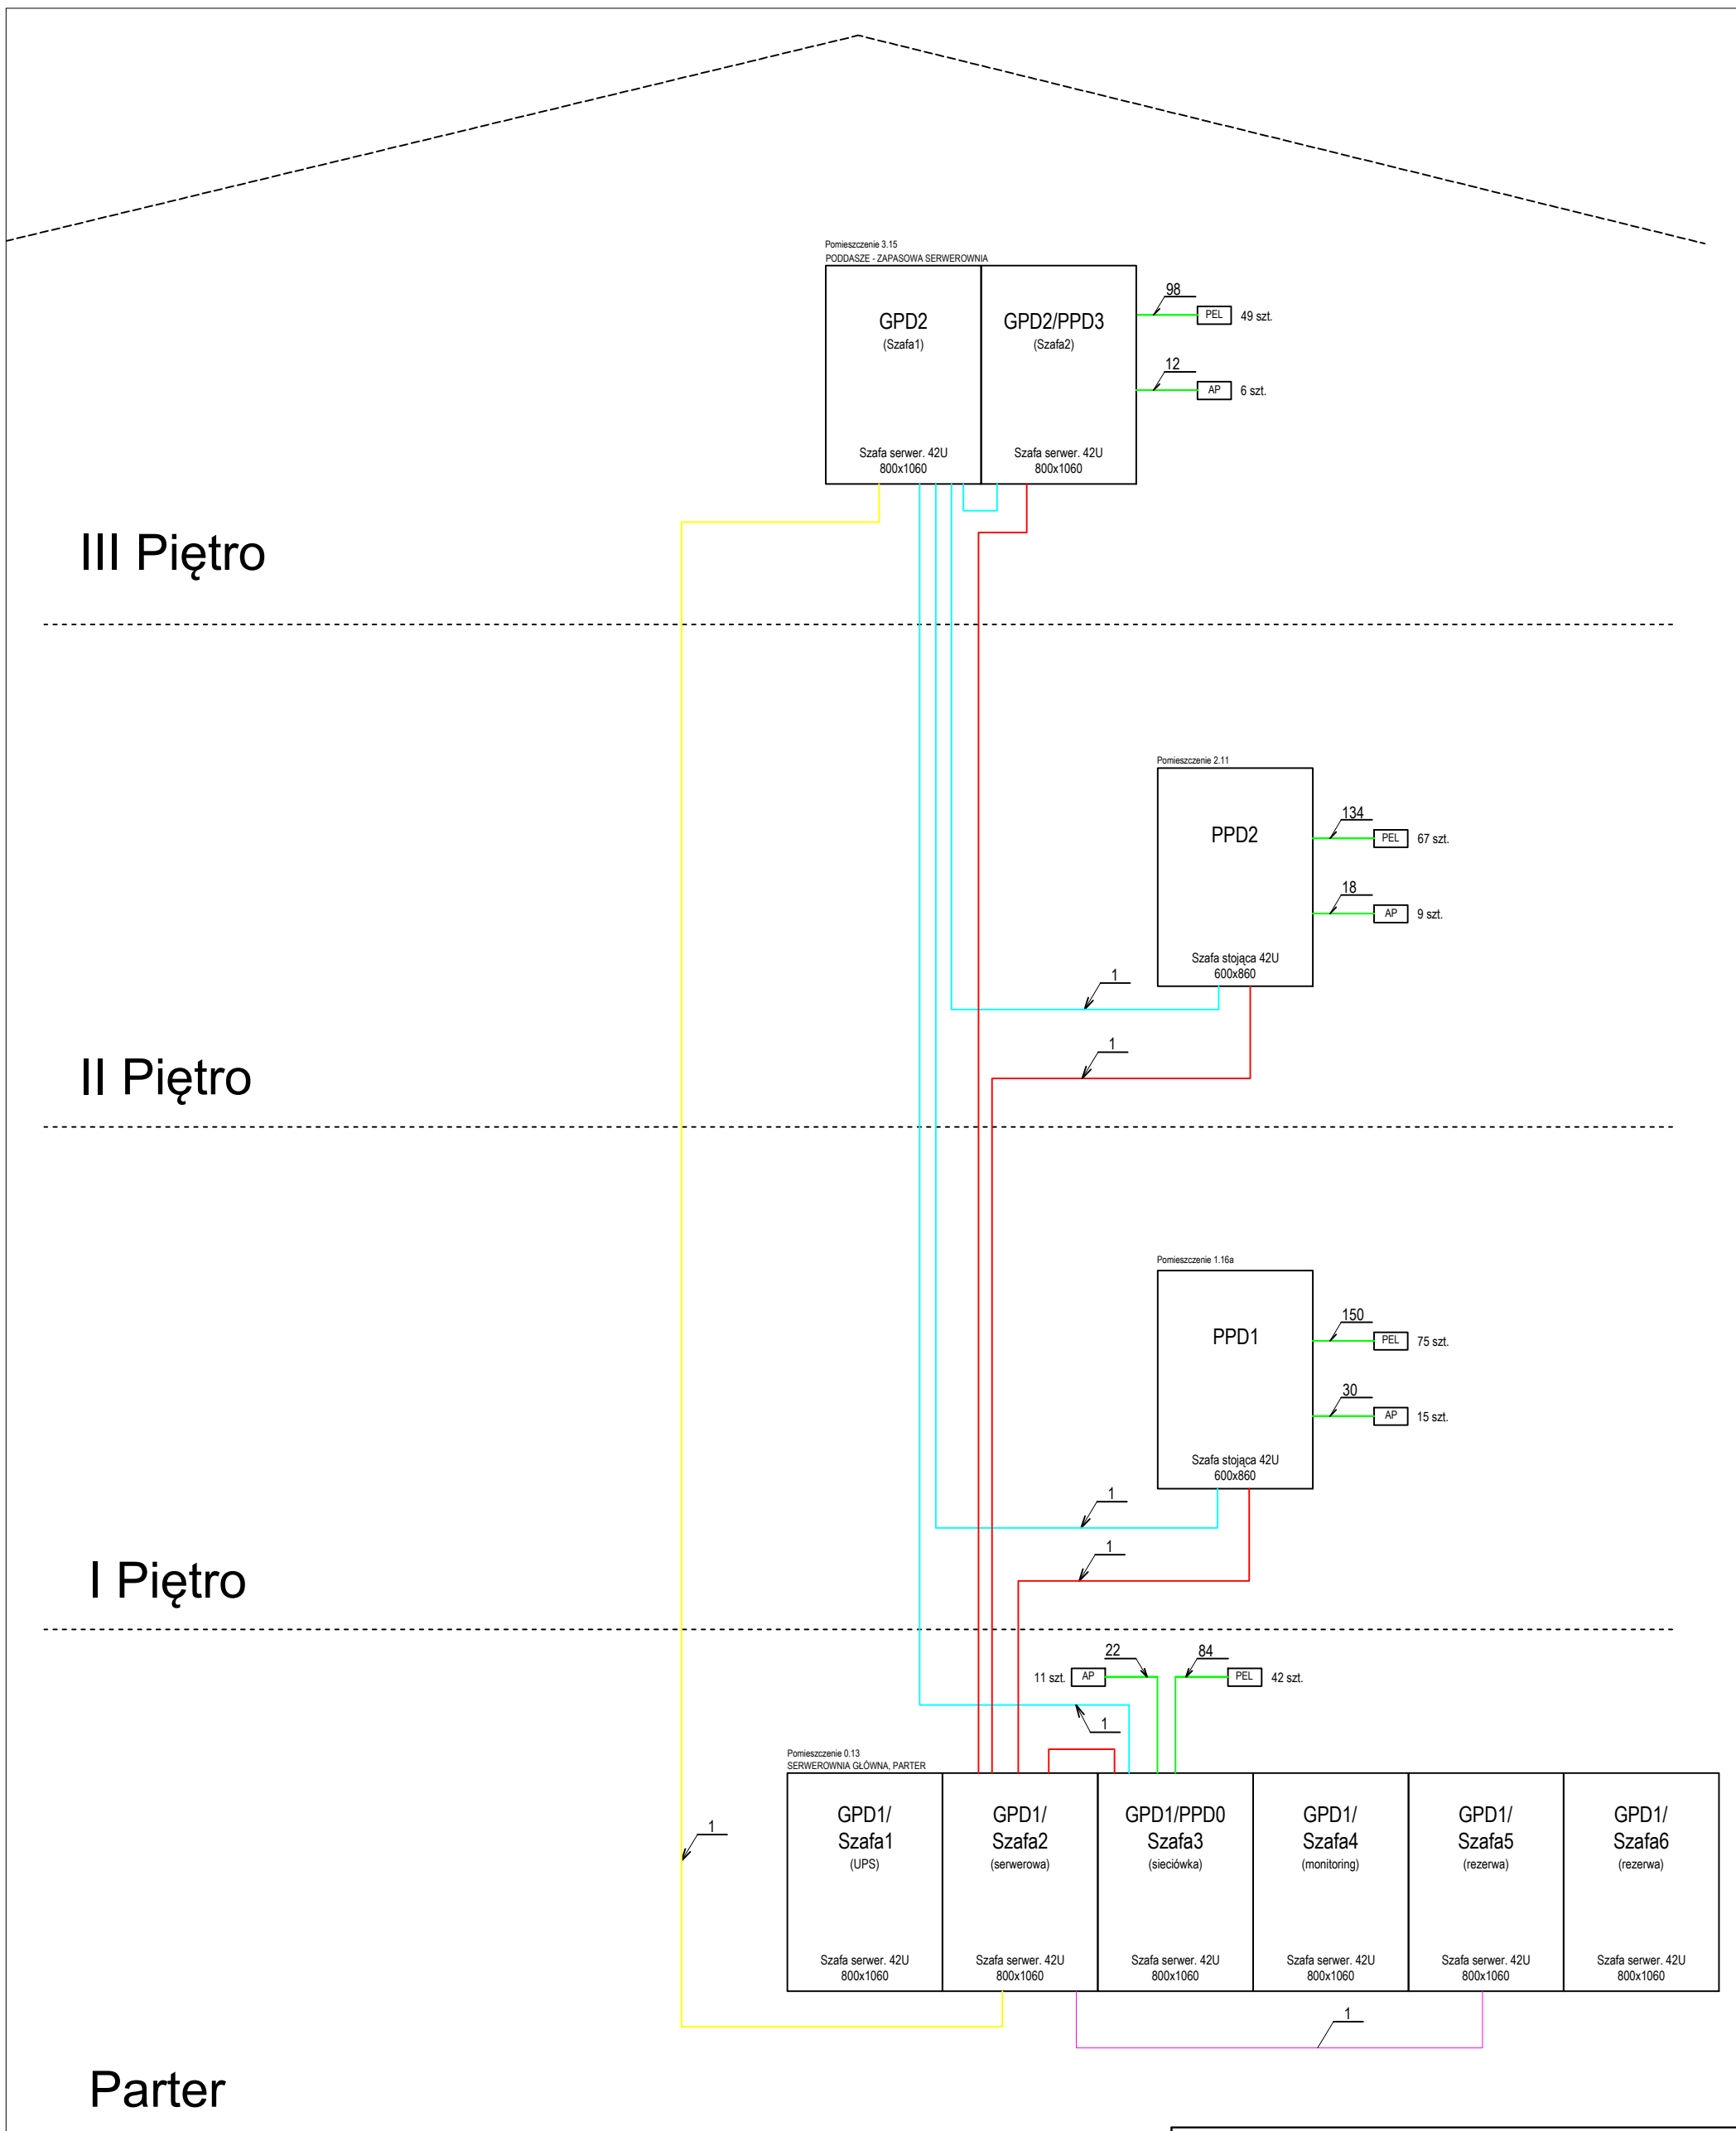 Pomieszczenie 3.15
PODDASZE - ZAPASOWA SERWEROWNIA
GPD2
(Szafa1)
Szafa serwer. 42U
800x1060
GPD2/PPD3
(Szafa2)
Szafa serwer. 42U
800x1060
98
PEL
49 szt.
12
AP
6 szt.
III Piętro
Pomieszczenie 2.11
PPD2
Szafa stojąca 42U
600x860
134
PEL
67 szt.
18
AP
9 szt.
1
1
II Piętro
Pomieszczenie 1.16a
PPD1
Szafa stojąca 42U
600x860
150
PEL
75 szt.
30
AP
15 szt.
1
1
I Piętro
22
11 szt.
AP
84
PEL
42 szt.
1
Pomieszczenie 0.13
SERWEROWNIA GŁÓWNA, PARTER
GPD1/
Szafa1
(UPS)
Szafa serwer. 42U
800x1060
GPD1/
Szafa2
(serwerowa)
Szafa serwer. 42U
800x1060
GPD1/PPD0
Szafa3
(sieciówka)
Szafa serwer. 42U
800x1060
GPD1/
Szafa4
(monitoring)
Szafa serwer. 42U
800x1060
GPD1/
Szafa5
(rezerwa)
Szafa serwer. 42U
800x1060
GPD1/
Szafa6
(rezerwa)
Szafa serwer. 42U
800x1060
1
1
Parter